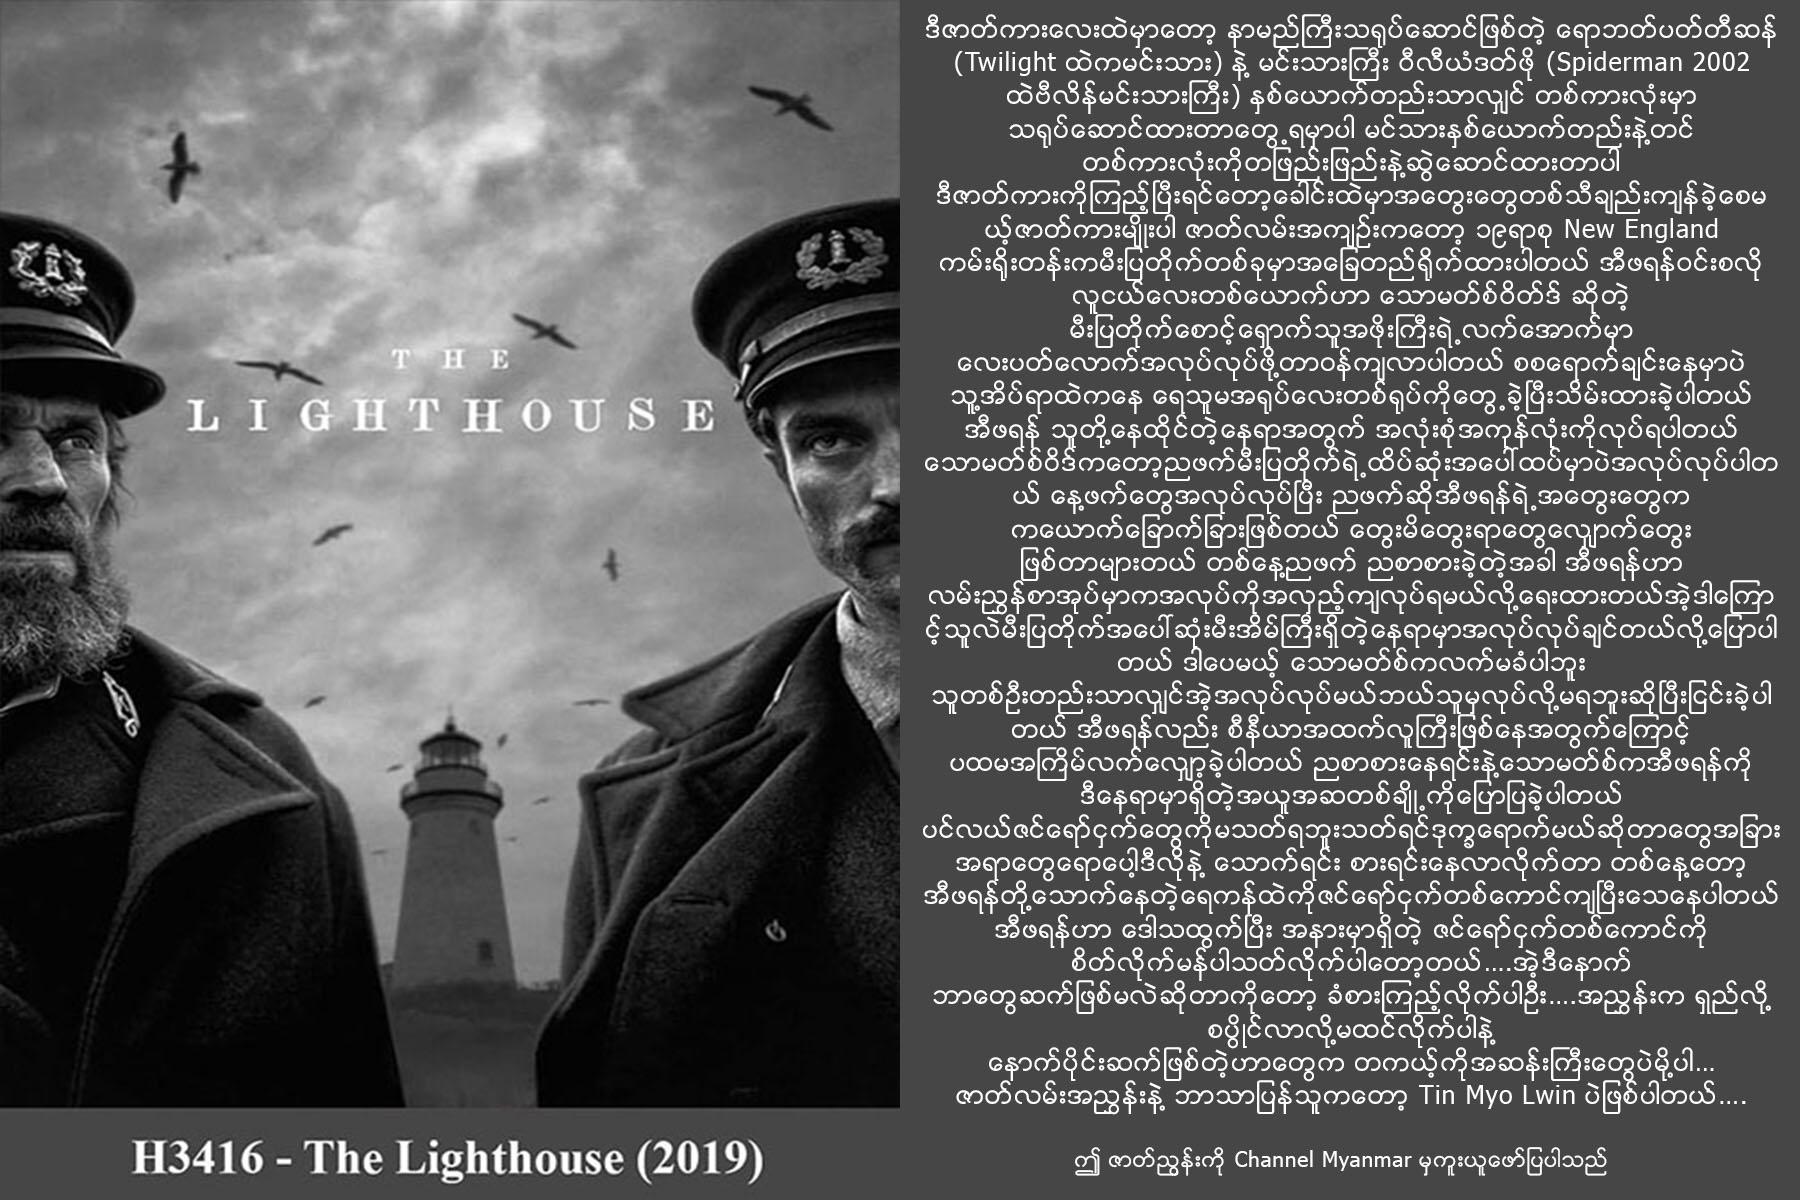 THE
LIGHTHOUSE
H3416 - The Lighthouse (2019)
ဒီဇာတ်ကားလေးထဲမှာတော့ နာမည်ကြီးသရုပ်ဆောင်ဖြစ်တဲ့ ရောဘတ်ပတ်တီဆန်
(Twilight ထဲကမင်းသား) နဲ့ မင်းသားကြီး ဝီလီယံဒတ်ဖို (Spiderman 2002
ထဲဗီလိန်မင်းသားကြီး) နှစ်ယောက်တည်းသာလျှင် တစ်ကားလုံးမှာ
သရုပ်ဆောင်ထားတာတွေ့ရမှာပါ မင်သားနှစ်ယောက်တည်းနဲ့တင်
တစ်ကားလုံးကိုတဖြည်းဖြည်းနဲ့ဆွဲဆောင်ထားတာပါ
ဒီဇာတ်ကားကိုကြည့်ပြီးရင်တော့ခေါင်းထဲမှာအတွေးတွေတစ်သီချည်းကျန်ခဲ့စေမ
ယ့်ဇာတ်ကားမျိုးပါ ဇာတ်လမ်းအကျဉ်းကတော့ ၁၉ရာစု New England
ကမ်းရိုးတန်းကမီးပြတိုက်တစ်ခုမှာအခြေတည်ရိုက်ထားပါတယ် အီဖရန်ဝင်းစလို
လူငယ်လေးတစ်ယောက်ဟာ သောမတ်စ်ဝိတ်ဒ် ဆိုတဲ့
မီးပြတိုက်စောင့်ရှောက်သူအဖိုးကြီးရဲ့လက်အောက်မှာ
လေးပတ်လောက်အလုပ်လုပ်ဖို့တာဝန်ကျလာပါတယ် စစရောက်ချင်းနေမှာပဲ
သူ့အိပ်ရာထဲကနေ ရေသူမအရုပ်လေးတစ်ရုပ်ကိုတွေ့ခဲ့ပြီးသိမ်းထားခဲ့ပါတယ်
အီဖရန် သူတို့နေထိုင်တဲ့နေရာအတွက် အလုံးစုံအကုန်လုံးကိုလုပ်ရပါတယ်
သောမတ်စ်ဝိဒ်ကတော့ညဖက်မီးပြတိုက်ရဲ့ထိပ်ဆုံးအပေါ်ထပ်မှာပဲအလုပ်လုပ်ပါတ
ယ် နေ့ဖက်တွေအလုပ်လုပ်ပြီး ညဖက်ဆိုအီဖရန်ရဲ့အတွေးတွေက
ကယောက်ခြောက်ခြားဖြစ်တယ် တွေးမိတွေးရာတွေလျှောက်တွေး
ဖြစ်တာများတယ် တစ်နေ့ညဖက် ညစာစားခဲ့တဲ့အခါ အီဖရန်ဟာ
လမ်းညွှန်စာအုပ်မှာကအလုပ်ကိုအလှည့်ကျလုပ်ရမယ်လို့ရေးထားတယ်အဲ့ဒါကြော
င့်သူလဲမီးပြတိုက်အပေါ်ဆုံးမီးအိမ်ကြီးရှိတဲ့နေရာမှာအလုပ်လုပ်ချင်တယ်လို့ပြောပါ
တယ် ဒါပေမယ့် သောမတ်စ်ကလက်မခံပါဘူး
သူတစ်ဦးတည်းသာလျှင်အဲ့အလုပ်လုပ်မယ်ဘယ်သူမှလုပ်လို့မရဘူးဆိုပြီးငြင်းခဲ့ပါ
တယ် အီဖရန်လည်း စီနီယာအထက်လူကြီးဖြစ်နေအတွက်ကြောင့်
ပထမအကြိမ်လက်လျှော့ခဲ့ပါတယ် ညစာစားနေရင်းနဲ့သောမတ်စ်ကအီဖရန်ကို
ဒီနေရာမှာရှိတဲ့အယူအဆတစ်ချို့ကိုပြောပြခဲ့ပါတယ်
ပင်လယ်ဇင်ရော်ငှက်တွေကိုမသတ်ရဘူးသတ်ရင်ဒုက္ခရောက်မယ်ဆိုတာတွေအခြား
အရာတွေရောပေါ့ဒီလိုနဲ့ သောက်ရင်း စားရင်းနေလာလိုက်တာ တစ်နေ့တော့
အီဖရန်တို့သောက်နေတဲ့ရေကန်ထဲကိုဇင်ရော်ငှက်တစ်ကောင်ကျပြီးသေနေပါတယ်
အီဖရန်ဟာ ဒေါသထွက်ပြီး အနားမှာရှိတဲ့ ဇင်ရော်ငှက်တစ်ကောင်ကို
စိတ်လိုက်မန်ပါသတ်လိုက်ပါတော့တယ်....အဲ့ဒီနောက်
ဘာတွေဆက်ဖြစ်မလဲဆိုတာကိုတော့ ခံစားကြည့်လိုက်ပါဦး....အညွှန်းက ရှည်လို့
စပွိုင်လာလို့မထင်လိုက်ပါနဲ့
နောက်ပိုင်းဆက်ဖြစ်တဲ့ဟာတွေက တကယ့်ကိုအဆန်းကြီးတွေပဲမို့ပါ...
ဇာတ်လမ်းအညွှန်းနဲ့ ဘာသာပြန်သူကတော့ Tin Myo Lwin ပဲဖြစ်ပါတယ်....
ဤ ဇာတ်ညွှန်းကို Channel Myanmar မှကူးယူဖော်ပြပါသည်